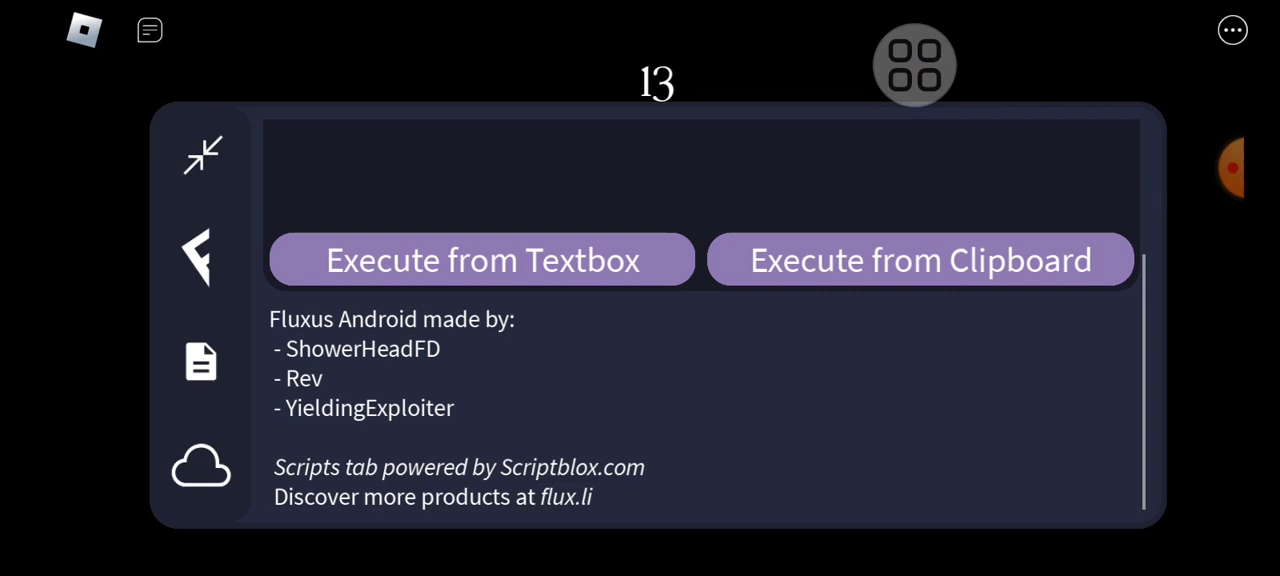 13
Execute from Textbox
Execute from Clipboard
Fluxus Android made by:
- ShowerHeadFD
- Rev
- YieldingExploiter
Scripts tab powered by Scriptblox.com
Discover more products at flux.li